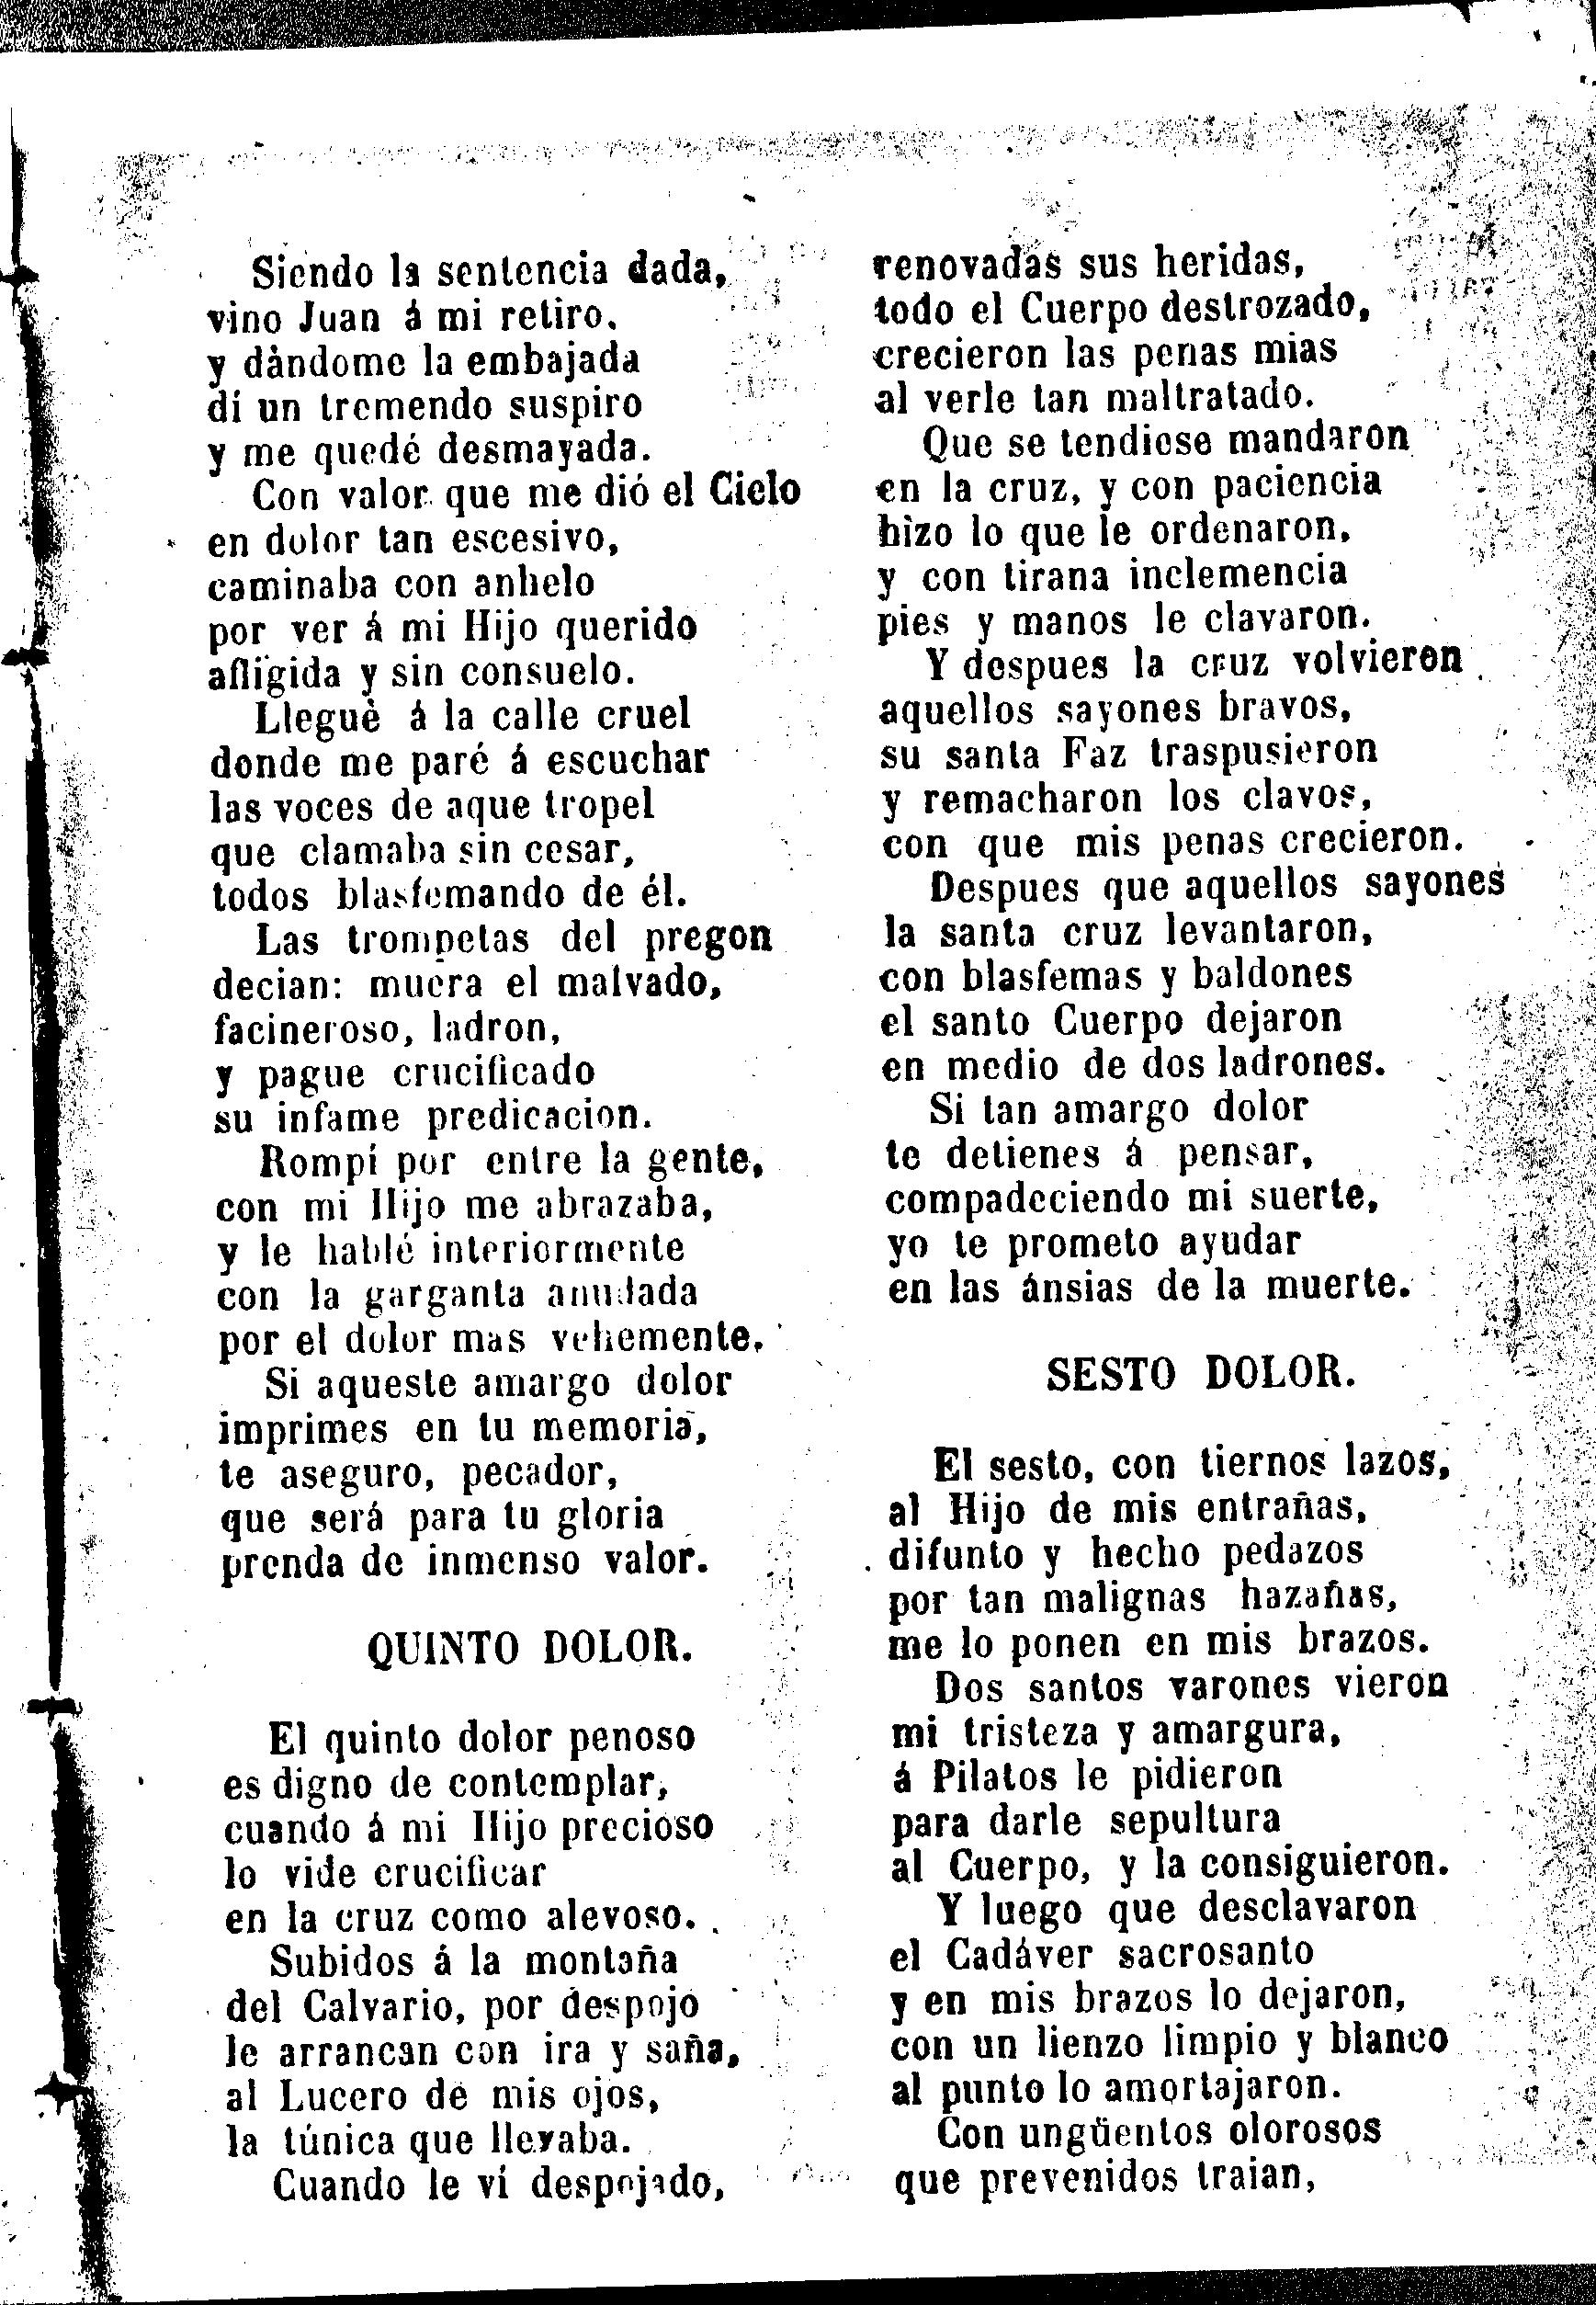 Siendo la sentencia dada,
vino Juan á mi retiro,
y dàndome la embajada
dí un tremendo suspiro
y me quedé desmayada.
Con valor que me dió el Cielo
en dolor tan escesivo,
caminaba con anhelo
por ver á mi Hijo querido
afligida y sin consuelo.
Lleguè á la calle cruel
donde me paré á escuchar
las voces de aque tropel
que clamaba sin cesar,
todos blasfemando de él.
Las trompetas del pregon
decian: muera el malvado,
facineroso, ladron,
y pague crucificado
su infame predicacion.
Rompí por entre la gente,
con mi Hijo me abrazaba,
y le hablé interiormente
con la garganta anudada
por el dolor mas vehemente.
Si aqueste amargo dolor
imprimes en tu memoria,
te aseguro, pecador,
que será para tu gloria
prenda de inmenso valor.
QUINTO DOLOR.
El quinto dolor penoso
es digno de contemplar,
cuando á mi Hijo precioso
lo vide crucificar
en la cruz como alevoso.
Subidos á la montaña
del Calvario, por despojo
le arrancan con ira y saña,
al Lucero de mis ojos,
la túnica que llevaba.
Cuando le ví despojado,
renovadas sus heridas,
todo el Cuerpo destrozado,
crecieron las penas mias
al verle tan maltratado.
Que se tendiese mandaron
en la cruz, y con paciencia
hizo lo que le ordenaron,
y con tirana inclemencia
pies y manos le clavaron.
Y despues la cruz volvieron
aquellos sayones bravos,
su santa Faz traspusieron
y remacharon los clavos,
con que mis penas crecieron.
Despues que aquellos sayones
la santa cruz levantaron,
con blasfemas y baldones
el santo Cuerpo dejaron
en medio de dos ladrones.
Si tan amargo dolor
te detienes á pensar,
compadeciendo mi suerte,
yo te prometo ayudar
en las ánsias de la muerte.
SESTO DOLOR.
El sesto, con tiernos lazos,
al Hijo de mis entrañas,
difunto y hecho pedazos
por tan malignas hazañas,
me lo ponen en mis brazos.
Dos santos varones vieron
mi tristeza y amargura,
á Pilatos le pidieron
para darle sepultura
al Cuerpo, y la consiguieron.
Y luego que desclavaron
el Cadáver sacrosanto
y en mis brazos lo dejaron,
con un lienzo limpio y blanco
al punto lo amortajaron.
Con ungüentos olorosos
que prevenidos traian,